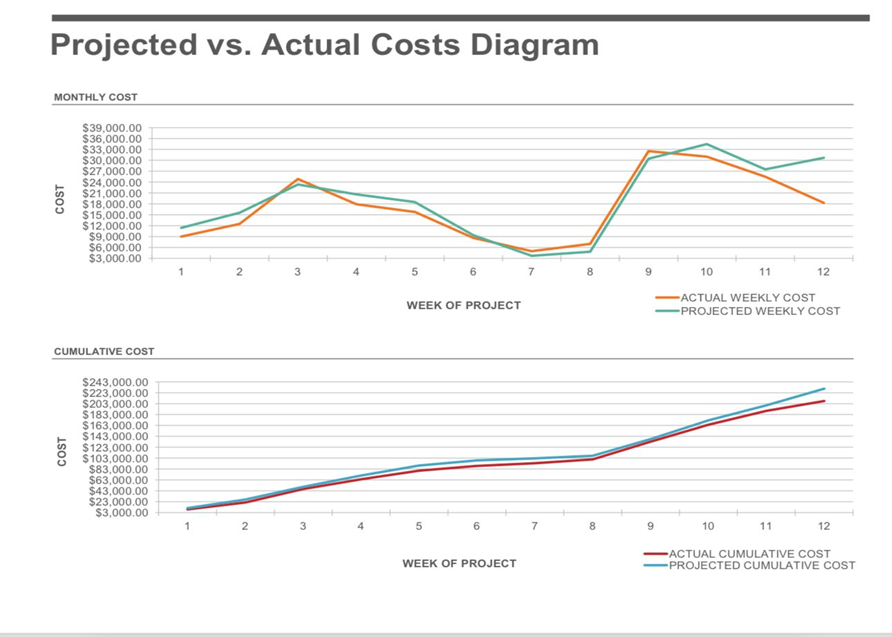 Projected vs. Actual Costs Diagram
MONTHLY COST
COST
$39,000.00
$36,000.00
$33,000.00
$30,000.00
$27,000.00
$24,000.00
$21,000.00
$18,000.00
$15,000.00
$12,000.00
$9,000.00
$6,000.00
$3,000.00
1 2 3 4 5 6 7 8 9 10 11 12
WEEK OF PROJECT
ACTUAL WEEKLY COST
PROJECTED WEEKLY COST
CUMULATIVE COST
COST
$243,000.00
$223,000.00
$203,000.00
$183,000.00
$163,000.00
$143,000.00
$123,000.00
$103,000.00
$83,000.00
$63,000.00
$43,000.00
$23,000.00
$3,000.00
1 2 3 4 5 6 7 8 9 10 11 12
WEEK OF PROJECT
ACTUAL CUMULATIVE COST
PROJECTED CUMULATIVE COST